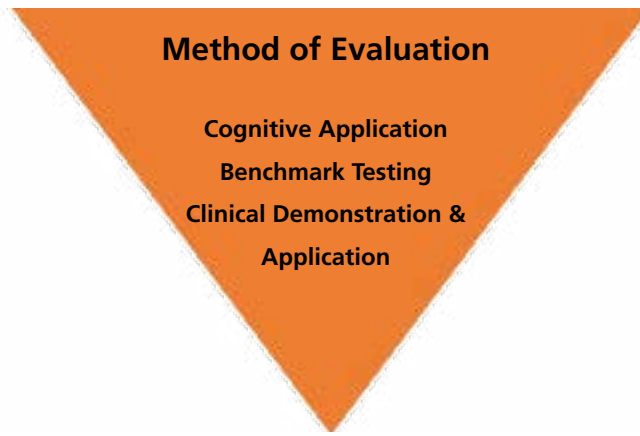 Method of Evaluation
Cognitive Application
Benchmark Testing
Clinical Demonstration &
Application